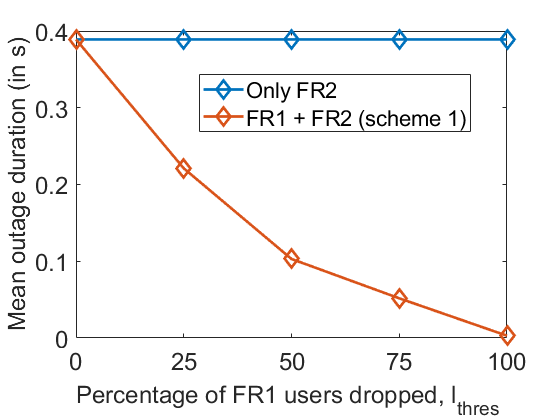 Mean outage duration (in s)
0.4
0.3
0.2
0.1
0
Only FR2
FR1 + FR2 (scheme 1)
0 25 50 75 100
Percentage of FR1 users dropped, l_thres